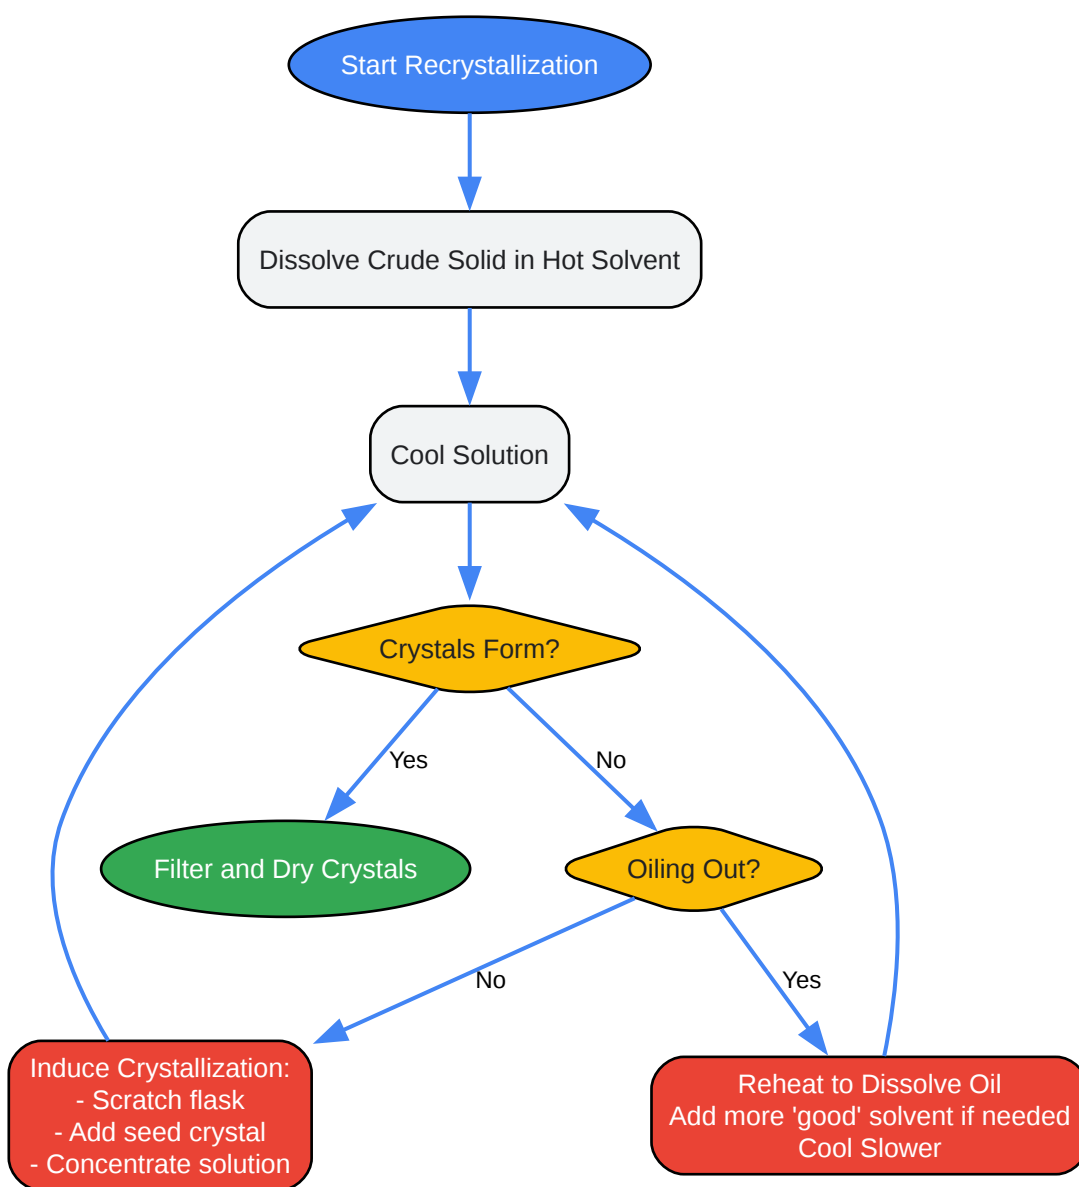 Start Recrystallization
Dissolve Crude Solid in Hot Solvent
Cool Solution
Crystals Form?
Yes
No
Filter and Dry Crystals
Oiling Out?
No
Yes
Induce Crystallization:
- Scratch flask
- Add seed crystal
- Concentrate solution
Reheat to Dissolve Oil
Add more 'good' solvent if needed
Cool Slower